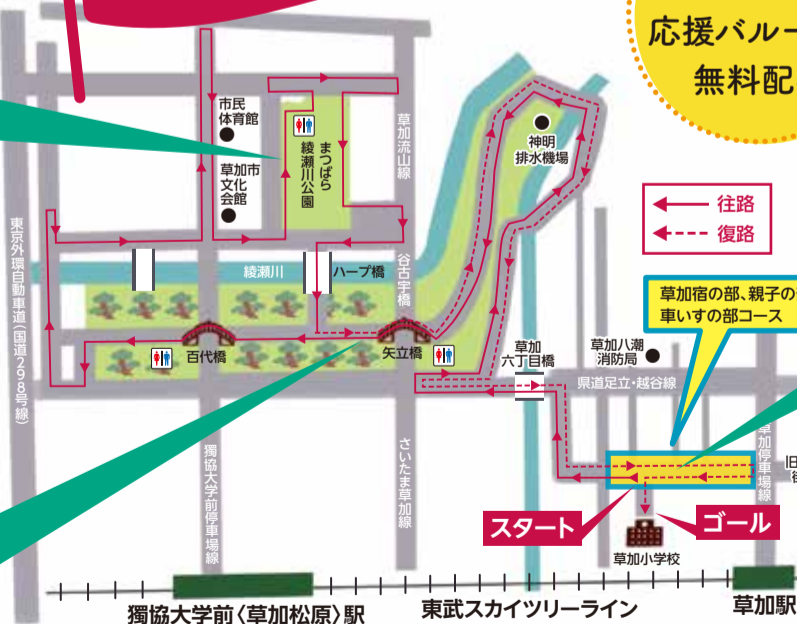 応援バルー
無料配
市民
体育館
草加市
文化
会館
まつばら
綾瀬川公園
草加流山線
神明
排水機場
往路
復路
東京外環自動車道(国道298号線)
綾瀬川
ハープ橋
谷古宇橋
草加宿の部、親子の
車いすの部コース
百代橋
矢立橋
草加
六丁目橋
草加八潮
消防局
県道足立・越谷線
獨協大学前停車場線
さいたま草加線
草加停車場線
旧
街
スタート
ゴール
草加小学校
獨協大学前〈草加松原〉駅
東武スカイツリーライン
草加駅